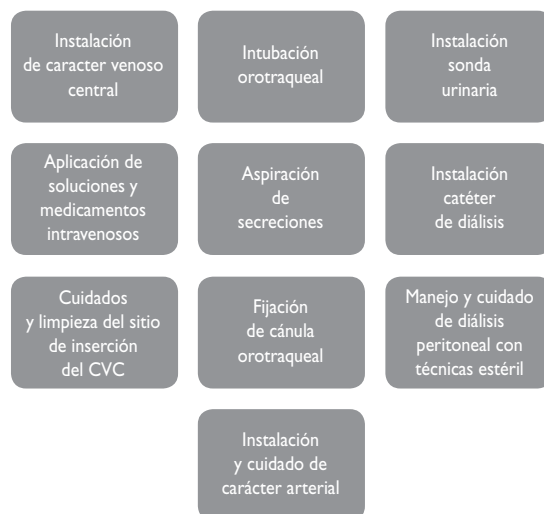 Instalación
de caracter venoso
central
Intubación
orotraqueal
Instalación
sonda
urinaria
Aplicación de
soluciones y
medicamentos
intravenosos
Aspiración
de
secreciones
Instalación
catéter
de diálisis
Cuidados
y limpieza del sitio
de inserción
del CVC
Fijación
de cánula
orotraqueal
Manejo y cuidado
de diálisis
peritoneal con
técnicas estéril
Instalación
y cuidado de
carácter arterial